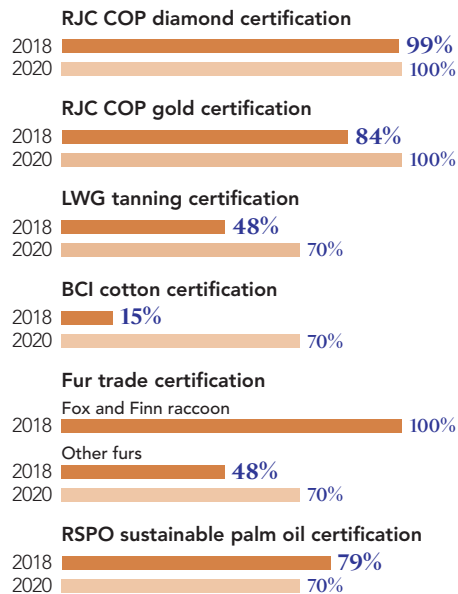 RJC COP diamond certification
2018 99%
2020 100%
RJC COP gold certification
2018 84%
2020 100%
LWG tanning certification
2018 48%
2020 70%
BCI cotton certification
2018 15%
2020 70%
Fur trade certification
Fox and Finn raccoon
2018 100%
Other furs
2018 48%
2020 70%
RSPO sustainable palm oil certification
2018 79%
2020 70%